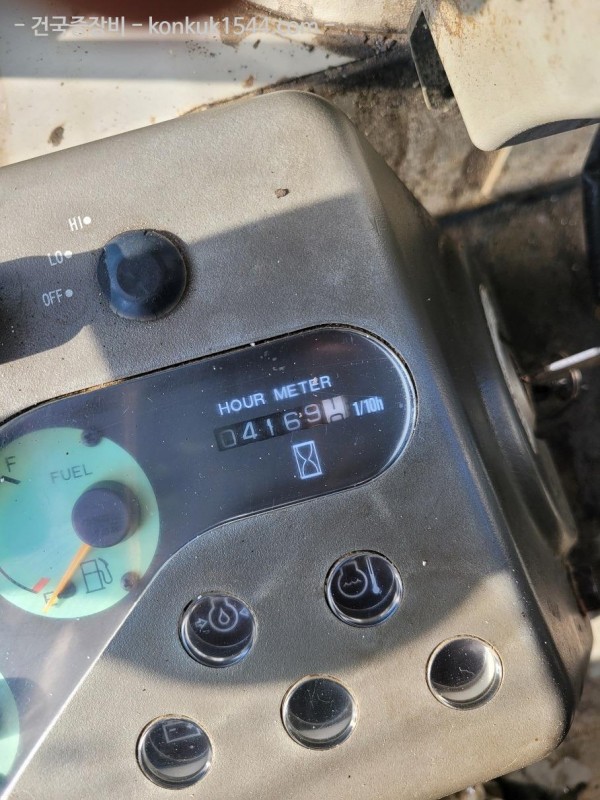 - 건국중장비 - konkuk1544.com -
HI
LO
OFF
HOUR METER
04169 1/10h
F
FUEL
E